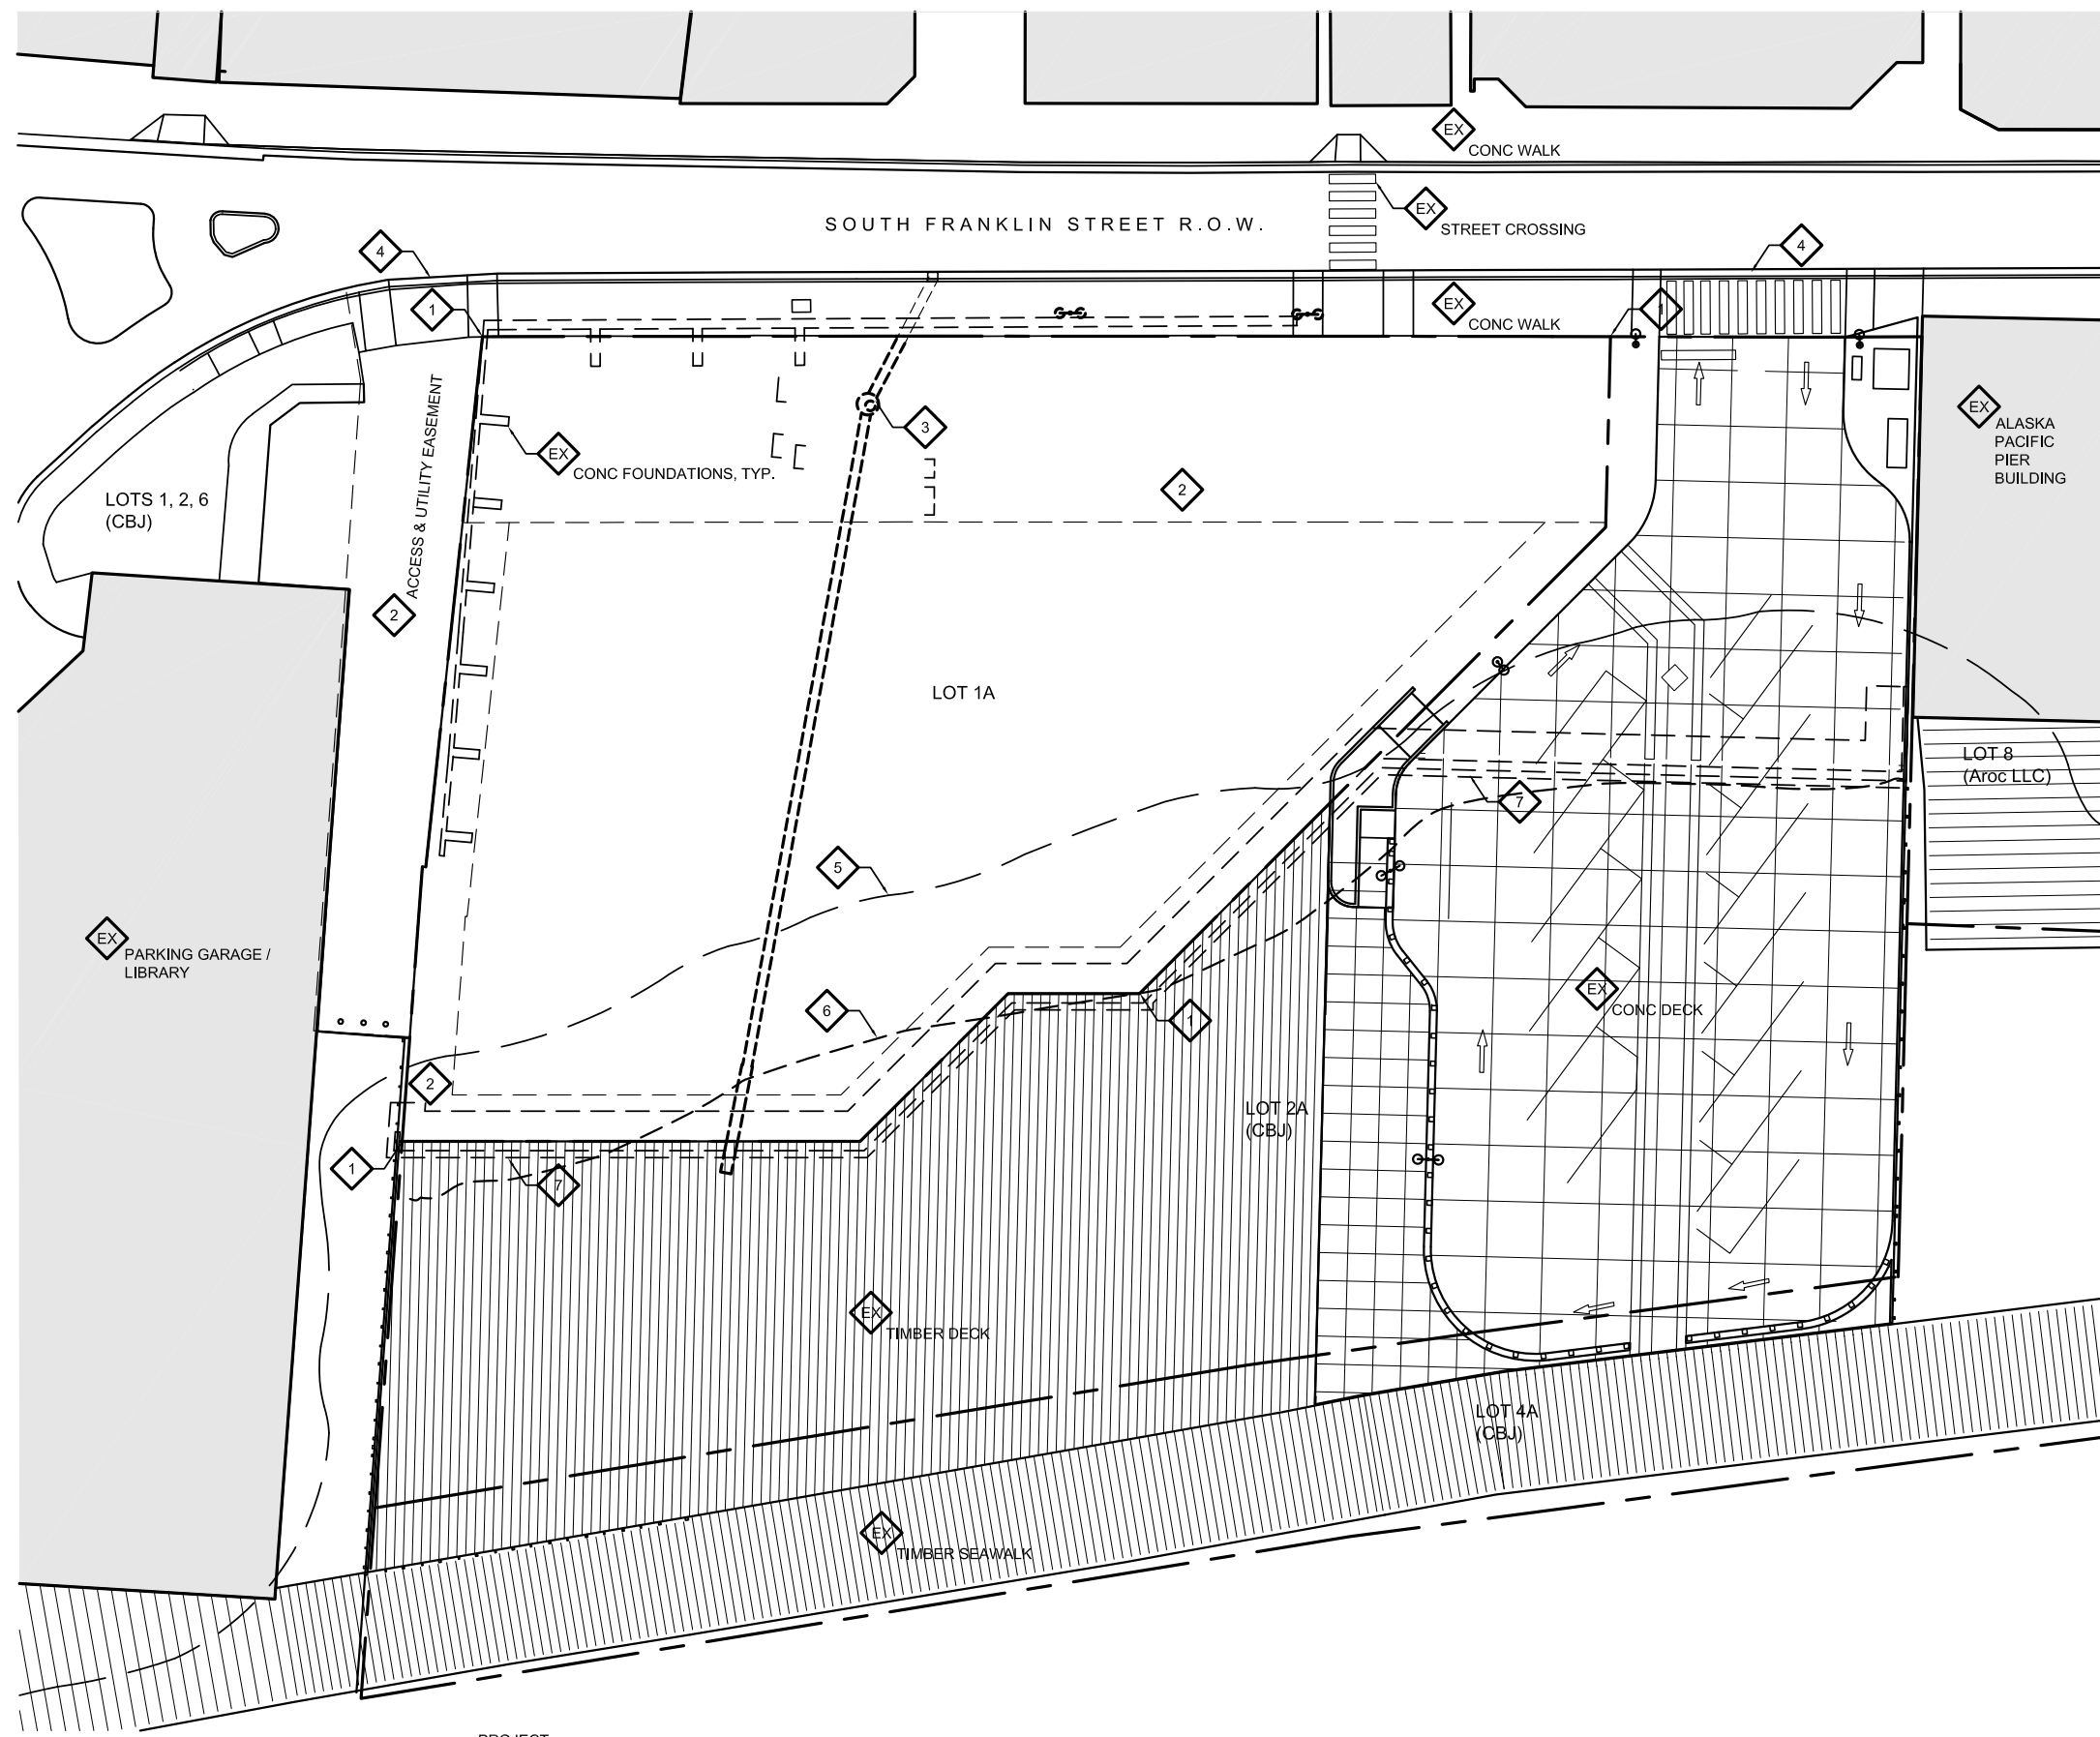 EX
CONC WALK
EX
STREET CROSSING
SOUTH FRANKLIN STREET R.O.W.
4
4
1
EX
CONC WALK
1
EX
ALASKA
PACIFIC
PIER
BUILDING
3
EX
CONC FOUNDATIONS, TYP.
2
LOTS 1, 2, 6
(CBJ)
ACCESS & UTILITY EASEMENT
2
LOT 1A
LOT 8
(Aroc LLC)
7
5
EX
PARKING GARAGE /
LIBRARY
EX
CONC DECK
6
1
2
LOT 2A
(CBJ)
1
7
EX
TIMBER DECK
LOT 4A
(CBJ)
EX
TIMBER SEAWALK
PROJECT